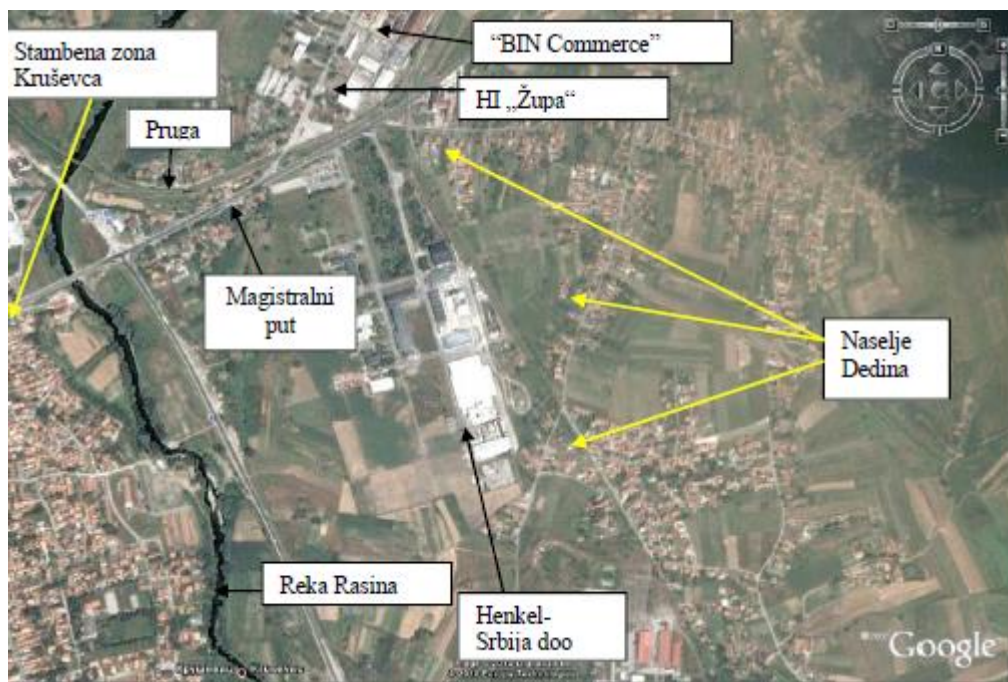 Stambena zona
Kruševca
“BIN Commerce”
HI „Župa“
Pruga
Magistralni
put
Naselje
Dedina
Reka Rasina
Henkel-
Srbija doo
Google